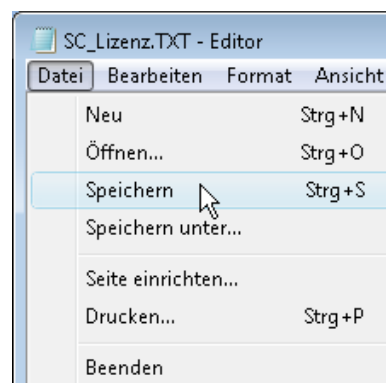 SC_Lizenz.TXT - Editor
Datei Bearbeiten Format Ansicht
Neu Strg+N
Öffnen... Strg+O
Speichern Strg+S
Speichern unter...
Seite einrichten...
Drucken... Strg+P
Beenden